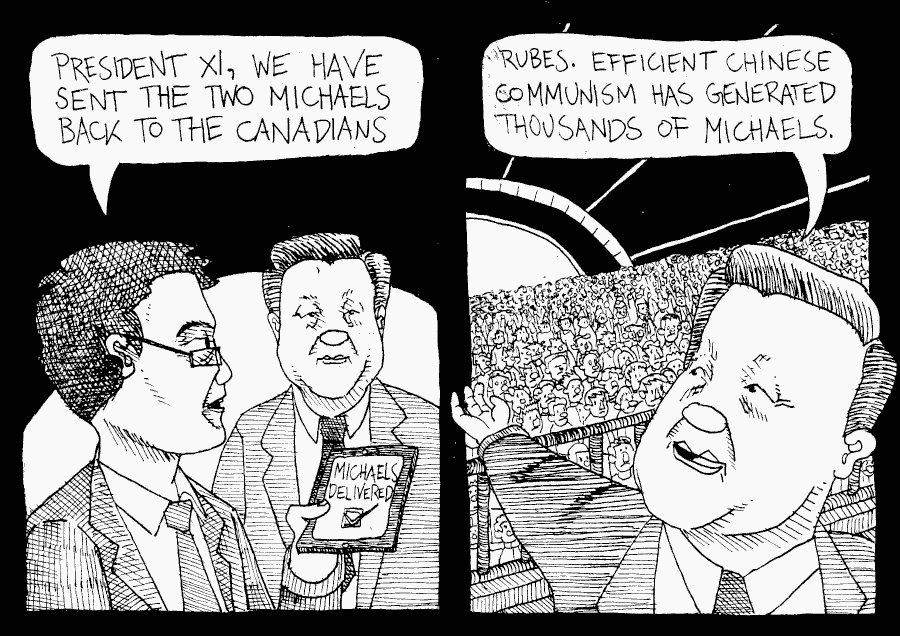 PRESIDENT XI, WE HAVE
SENT THE TWO MICHAELS
BACK TO THE CANADIANS
MICHAELS
DELIVERED
RUBES. EFFICIENT CHINESE
COMMUNISM HAS GENERATED
THOUSANDS OF MICHAELS.